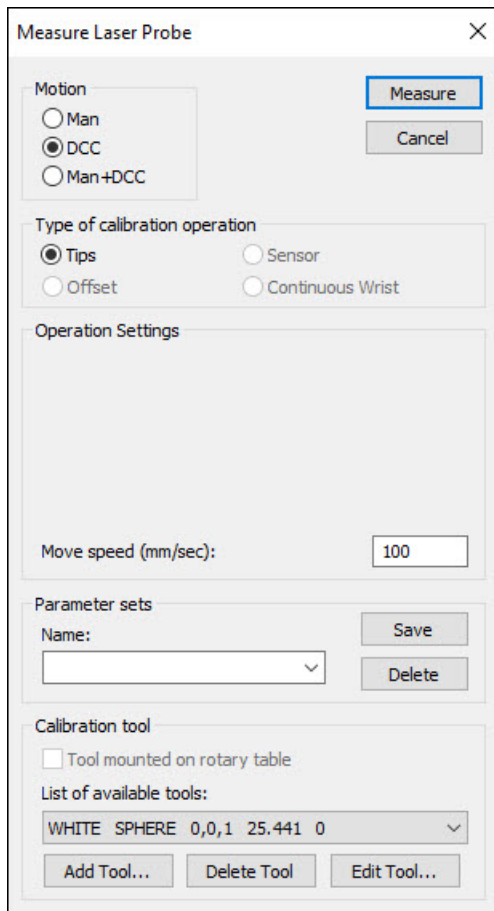 Measure Laser Probe
Motion
Man
DCC
Man+DCC
Measure
Cancel
Type of calibration operation
Tips
Sensor
Offset
Continuous Wrist
Operation Settings
Move speed (mm/sec):
100
Parameter sets
Name:
Save
Delete
Calibration tool
Tool mounted on rotary table
List of available tools:
WHITE SPHERE 0,0,1 25.441 0
Add Tool...
Delete Tool
Edit Tool...